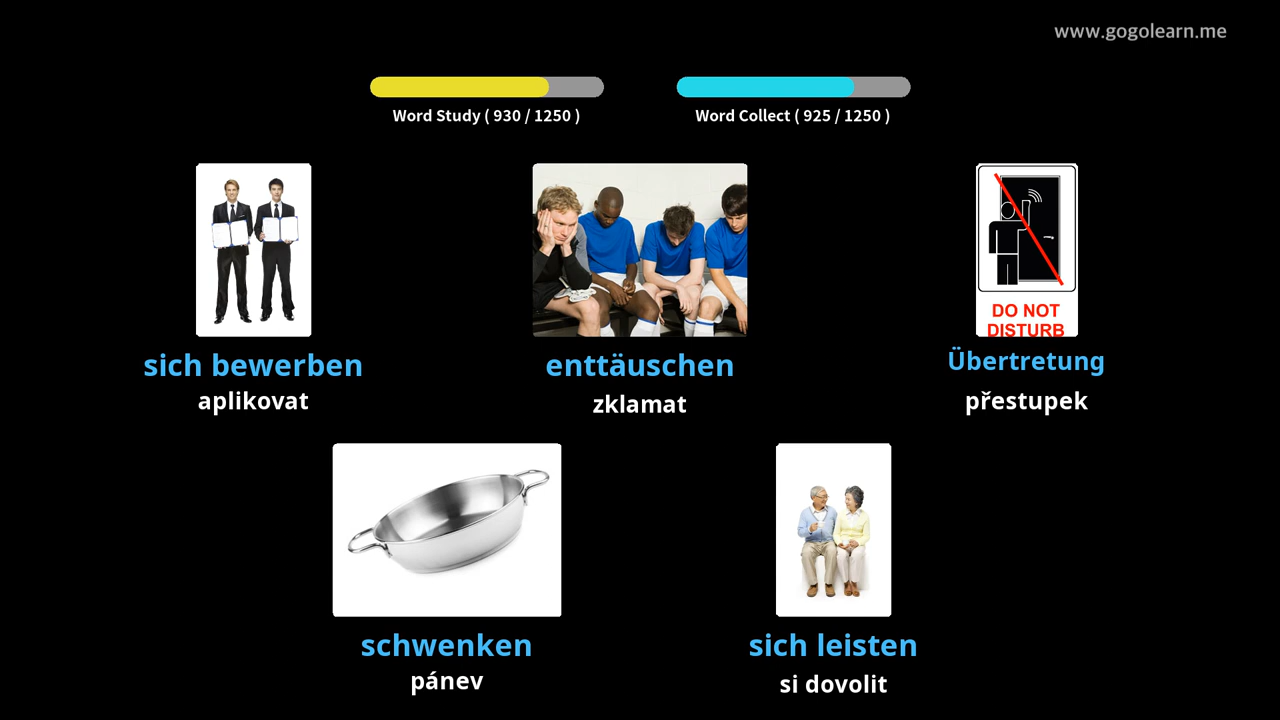 www.gogolearn.me
Word Study ( 930 / 1250 )
Word Collect ( 925 / 1250 )
DO NOT
DISTURB
sich bewerben
aplikovat
enttäuschen
zklamat
Übertretung
přestupek
schwenken
pánev
sich leisten
si dovolit